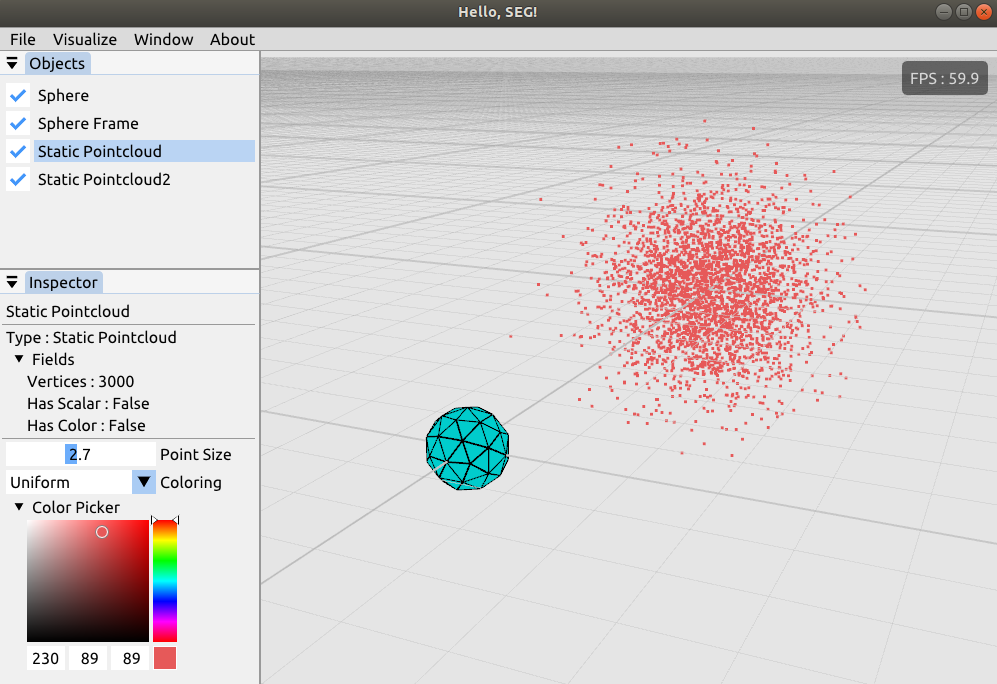 Hello, SEG!
File Visualize Window About
Objects
FPS : 59.9
Sphere
Sphere Frame
Static Pointcloud
Static Pointcloud2
Inspector
Static Pointcloud
Type : Static Pointcloud
Fields
Vertices : 3000
Has Scalar : False
Has Color : False
2.7 Point Size
Uniform Coloring
Color Picker
230 89 89